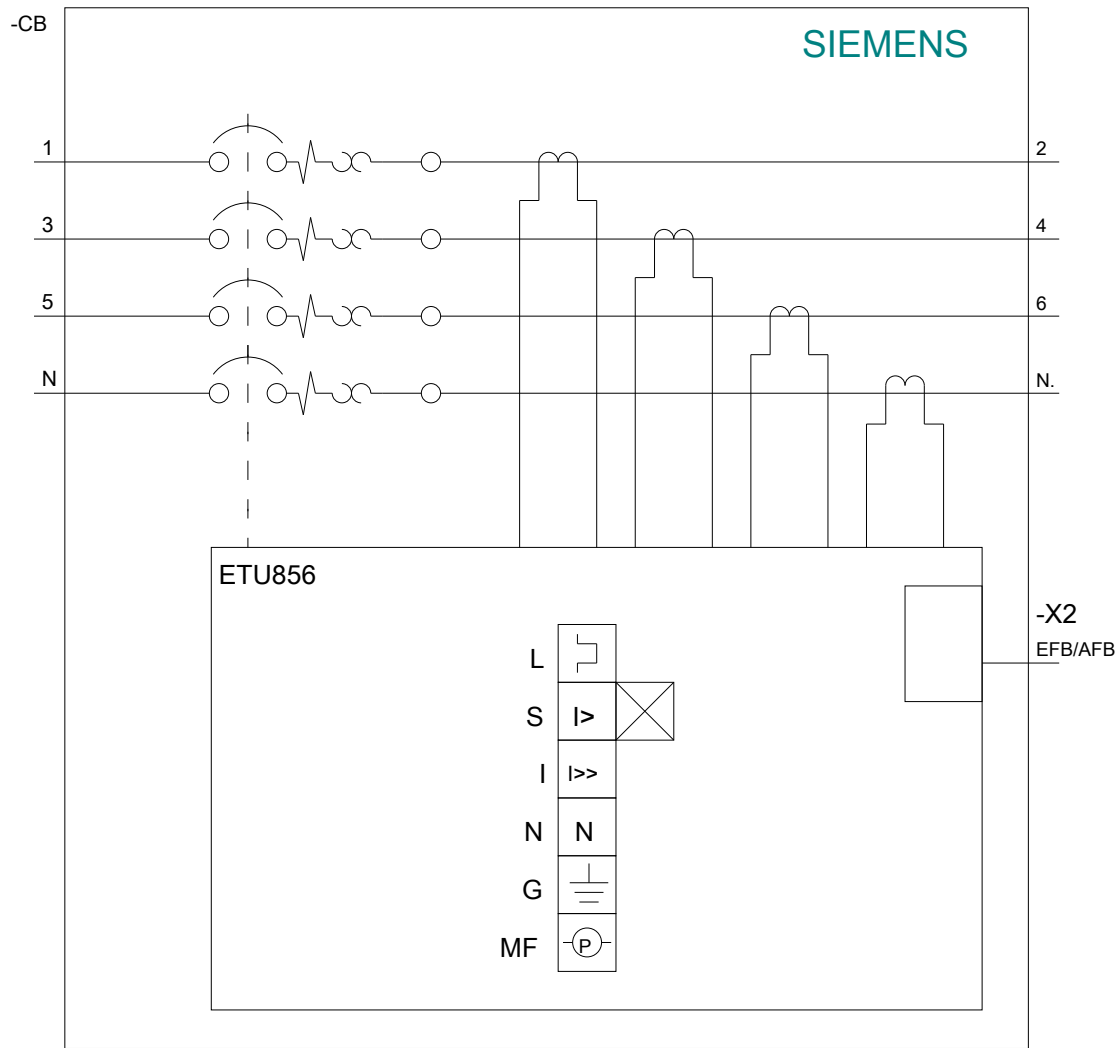 -CB
SIEMENS
1
2
3
4
5
6
N
N.
ETU856
-X2
EFB/AFB
L
S I>
I I>>
N N
G
MF P